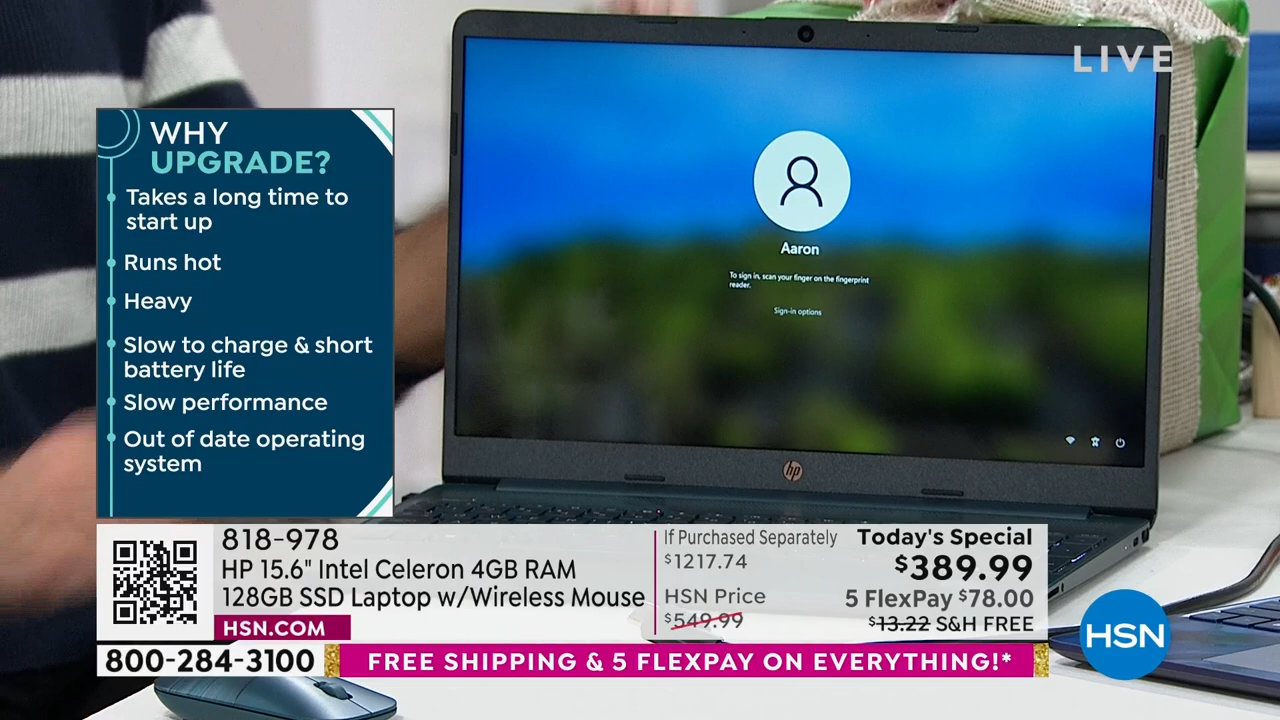 LIVE
WHY
UPGRADE?
Takes a long time to
start up
Runs hot
Heavy
Slow to charge & short
battery life
Slow performance
Out of date operating
system
Aaron
To sign in, scan your finger on the fingerprint
reader.
Sign-in options
hp
818-978
HP 15.6" Intel Celeron 4GB RAM
128GB SSD Laptop w/Wireless Mouse
HSN.COM
If Purchased Separately
$1217.74
HSN Price
$549.99
Today's Special
$389.99
5 FlexPay $78.00
$13.22 S&H FREE
HSN
800-284-3100
FREE SHIPPING & 5 FLEXPAY ON EVERYTHING!*